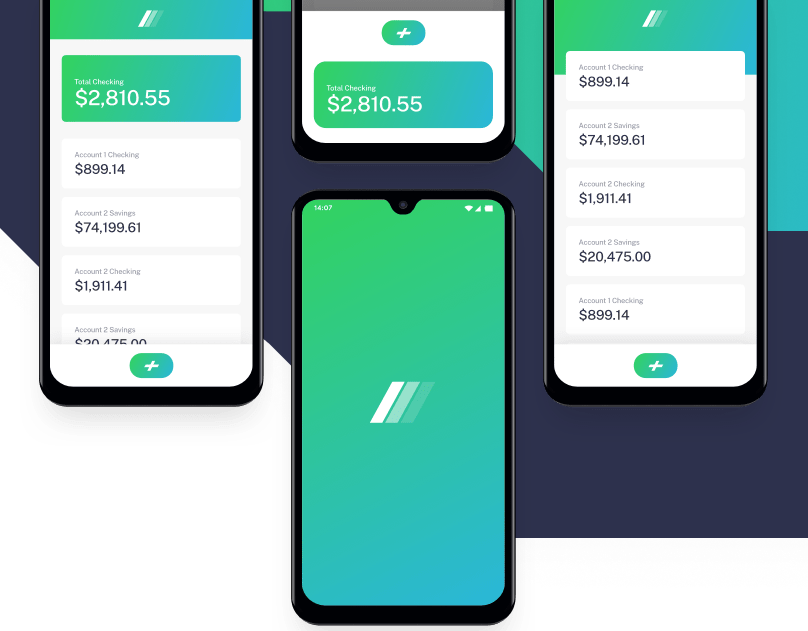 Total Checking
$2,810.55
Account 1 Checking
$899.14
Account 2 Savings
$74,199.61
Account 2 Checking
$1,911.41
Account 2 Savings
$20,475.00
Total Checking
$2,810.55
14:07
Account 1 Checking
$899.14
Account 2 Savings
$74,199.61
Account 2 Checking
$1,911.41
Account 2 Savings
$20,475.00
Account 1 Checking
$899.14